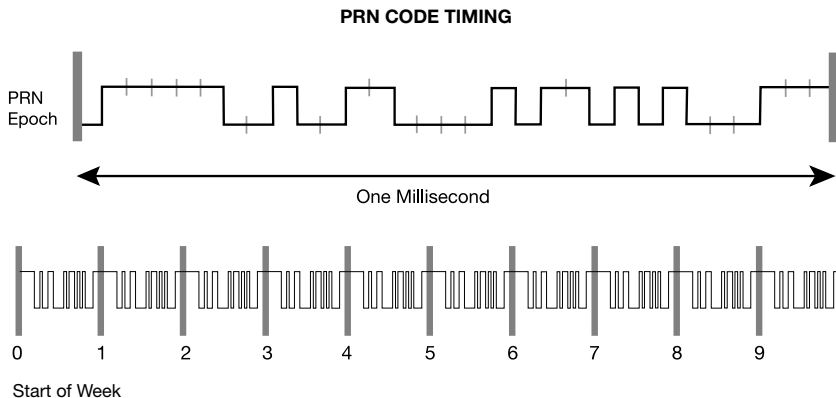 PRN CODE TIMING
PRN
Epoch
One Millisecond
0 1 2 3 4 5 6 7 8 9
Start of Week